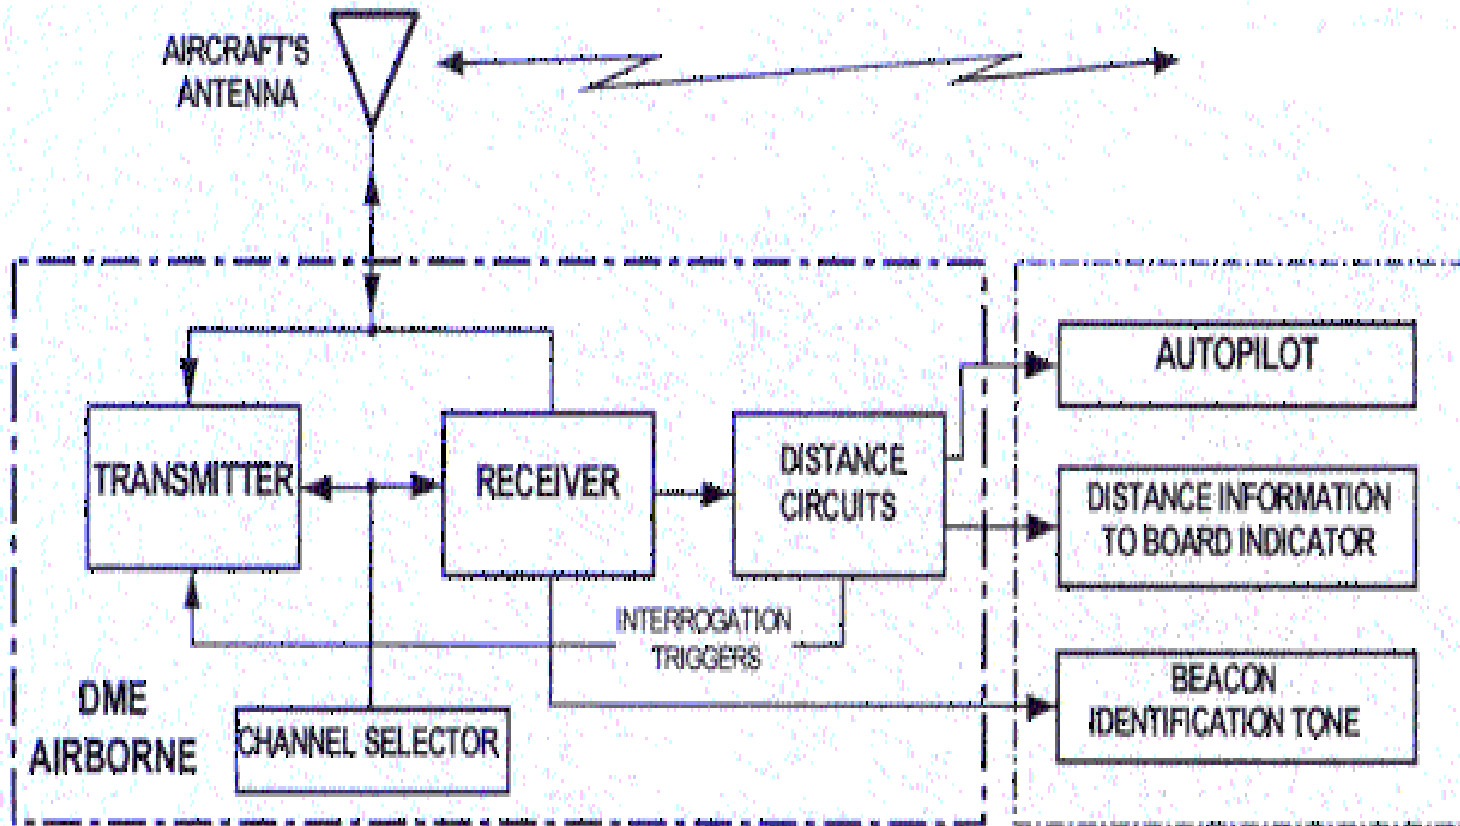 AIRCRAFT'S
ANTENNA
AUTOPILOT
TRANSMITTER
RECEIVER
DISTANCE
CIRCUITS
DISTANCE INFORMATION
TO BOARD INDICATOR
INTERROGATION
TRIGGERS
DME
AIRBORNE
CHANNEL SELECTOR
BEACON
IDENTIFICATION TONE